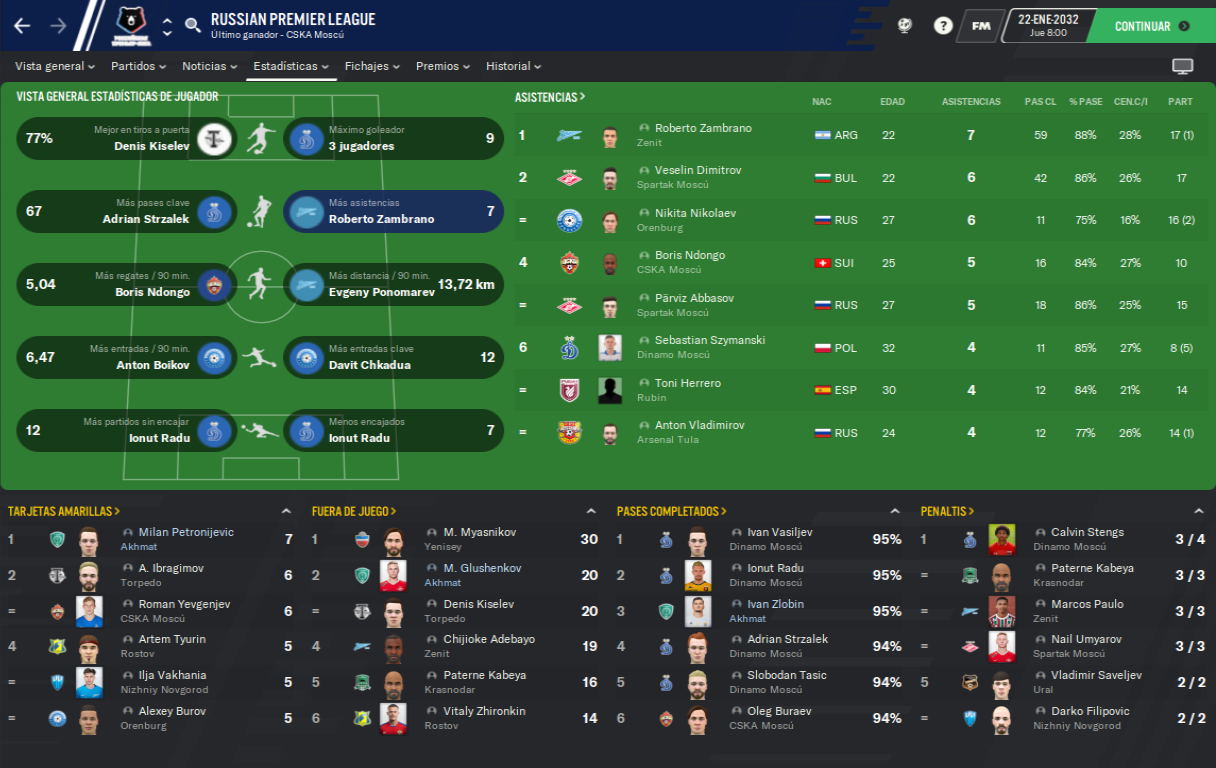 RUSSIAN PREMIER LEAGUE
Último ganador - CSKA Moscú
?
FM
22-ENE-2032
Jue 8:00
CONTINUAR
Vista general Partidos Noticias Estadísticas Fichajes Premios Historial
VISTA GENERAL ESTADÍSTICAS DE JUGADOR
77% Mejor en tiros a puerta Máximo goleador 9
Denis Kiselev 3 jugadores
67 Más pases clave Más asistencias 7
Adrian Strzalek Roberto Zambrano
5,04 Más regates / 90 min. Más distancia / 90 min. 13,72 km
Boris Ndongo Evgeny Ponomarev
6,47 Más entradas / 90 min. Más entradas clave 12
Anton Boikov Davit Chkadua
12 Más partidos sin encajar Menos encajados 7
Ionut Radu Ionut Radu
ASISTENCIAS > NAC EDAD ASISTENCIAS PAS CL % PASE CEN.C/I PART
1 Roberto Zambrano ARG 22 7 59 88% 28% 17 (1)
Zenit
2 Veselin Dimitrov BUL 22 6 42 86% 26% 17
Spartak Moscú
= Nikita Nikolaev RUS 27 6 11 75% 16% 16 (2)
Orenburg
4 Boris Ndongo SUI 25 5 16 84% 27% 10
CSKA Moscú
= Pärviz Abbasov RUS 27 5 18 86% 25% 15
Spartak Moscú
6 Sebastian Szymanski POL 32 4 11 85% 27% 8 (5)
Dinamo Moscú
= Toni Herrero ESP 30 4 12 84% 21% 14
Rubin
= Anton Vladimirov RUS 24 4 12 77% 26% 14 (1)
Arsenal Tula
TARJETAS AMARILLAS >
1 Milan Petronijevic 7
Akhmat
2 A. Ibragimov 6
Torpedo
= Roman Yevgenjev 6
CSKA Moscú
4 Artem Tyurin 5
Rostov
= Ilja Vakhania 5
Nizhniy Novgorod
= Alexey Burov 5
Orenburg
FUERA DE JUEGO >
1 M. Myasnikov 30
Yenisey
2 M. Glushenkov 20
Akhmat
= Denis Kiselev 20
Torpedo
4 Chijioke Adebayo 19
Zenit
5 Paterne Kabeya 16
Krasnodar
6 Vitaly Zhironkin 14
Rostov
PASES COMPLETADOS >
1 Ivan Vasiljev 95%
Dinamo Moscú
2 Ionut Radu 95%
Dinamo Moscú
3 Ivan Zlobin 95%
Akhmat
4 Adrian Strzalek 94%
Dinamo Moscú
5 Slobodan Tasic 94%
Dinamo Moscú
6 Oleg Buraev 94%
CSKA Moscú
PENALTIS >
1 Calvin Stengs 3 / 4
Dinamo Moscú
= Paterne Kabeya 3 / 3
Krasnodar
= Marcos Paulo 3 / 3
Zenit
= Nail Umyarov 3 / 3
Spartak Moscú
5 Vladimir Saveljev 2 / 2
Ural
= Darko Filipovic 2 / 2
Nizhniy Novgorod